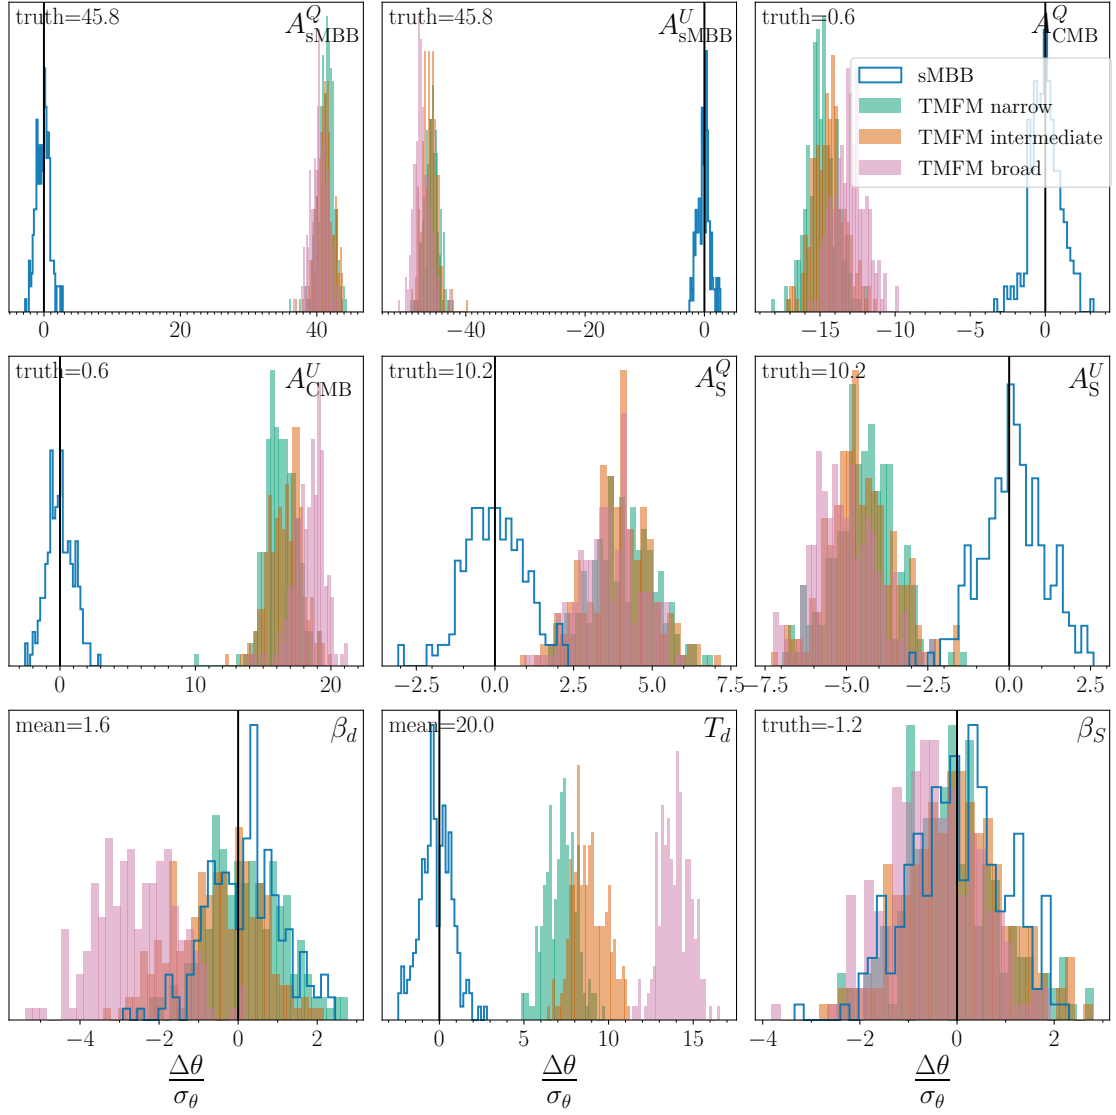 truth=45.8 A^Q_sMBB
0 20 40
truth=45.8 A^U_sMBB
−40 −20 0
truth=0.6 A^Q_CMB
sMBB
TMFM narrow
TMFM intermediate
TMFM broad
−15 −10 −5 0
truth=0.6 A^U_CMB
0 10 20
truth=10.2 A^Q_S
−2.5 0.0 2.5 5.0 7.5
truth=10.2 A^U_S
−7.5 −5.0 −2.5 0.0 2.5
mean=1.6 β_d
−4 −2 0 2
Δθ
σ_θ
mean=20.0 T_d
0 5 10 15
Δθ
σ_θ
truth=-1.2 β_S
−4 −2 0 2
Δθ
σ_θ